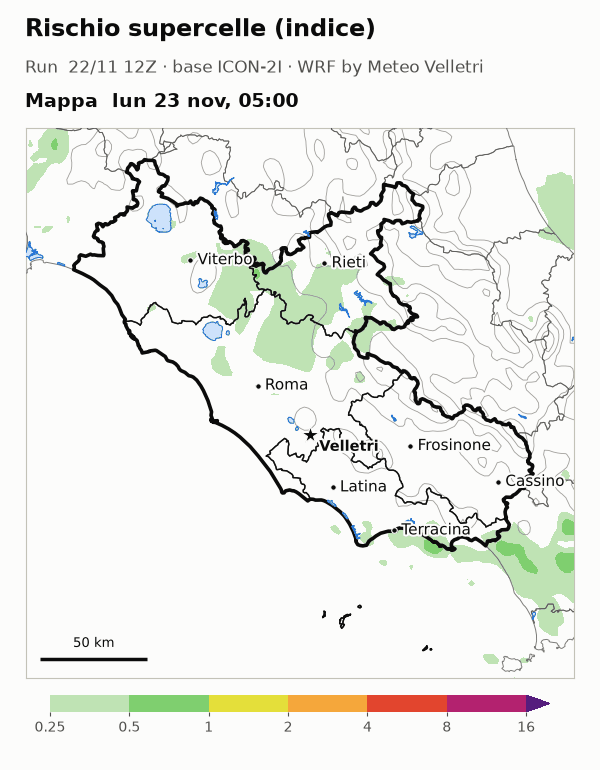 Rischio supercelle (indice)
Run  22/11 12Z · base ICON-2I · WRF by Meteo Velletri
Mappa  lun 23 nov, 05:00
Viterbo
Rieti
Roma
Velletri
Frosinone
Cassino
Latina
Terracina
50 km
0.25 0.5 1 2 4 8 16